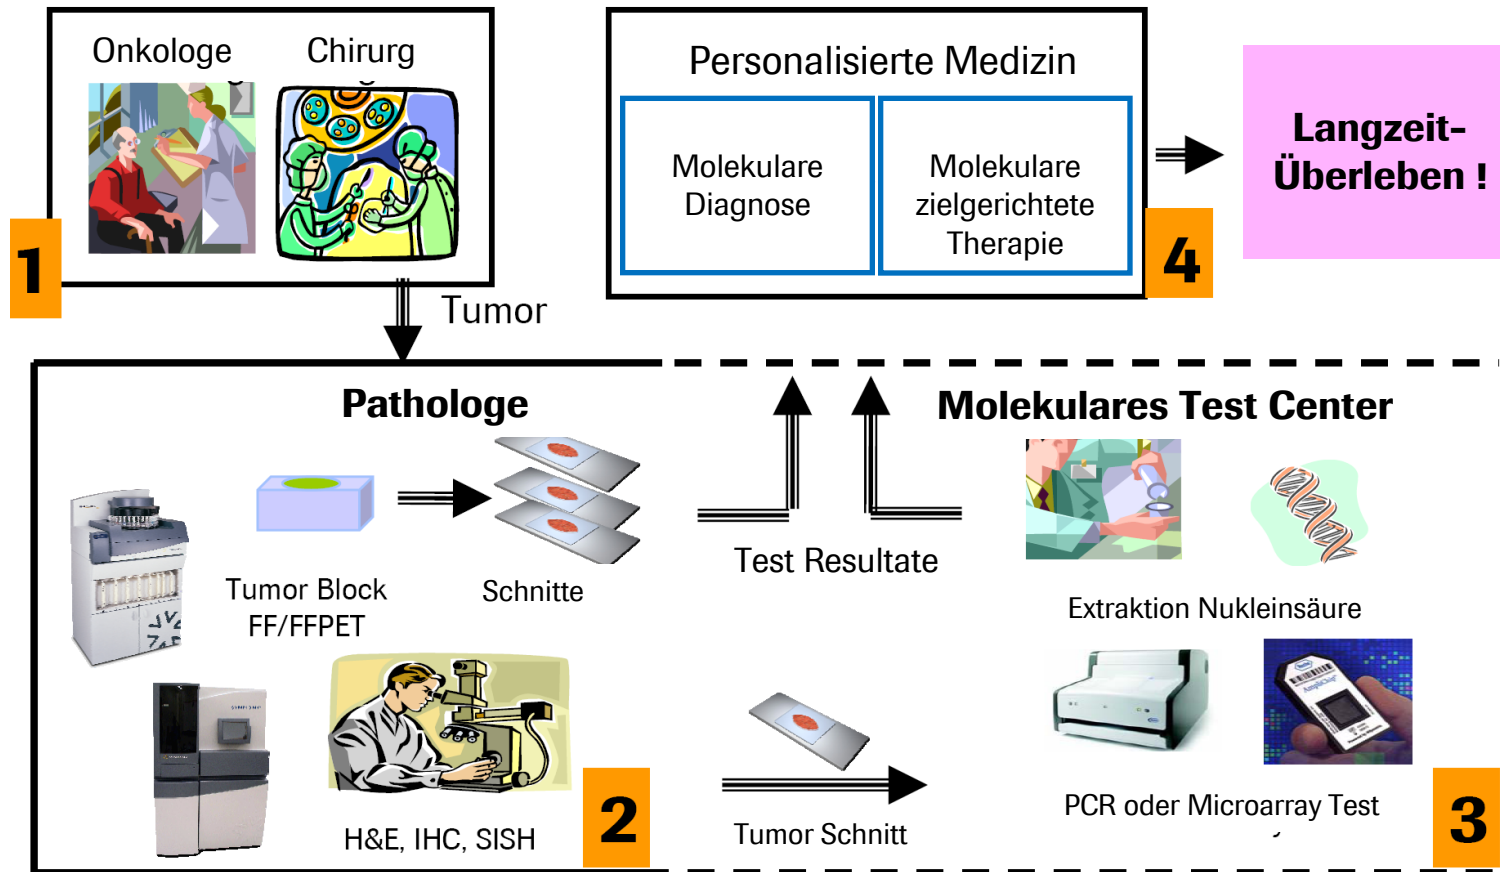 Onkologe
Chirurg
1
Personalisierte Medizin
Molekulare
Diagnose
Molekulare
zielgerichtete
Therapie
4
Langzeit-
Überleben !
Tumor
Pathologe
Molekulares Test Center
Tumor Block
FF/FFPET
Schnitte
Test Resultate
Extraktion Nukleinsäure
AmpliChip
H&E, IHC, SISH
2
Tumor Schnitt
PCR oder Microarray Test
3